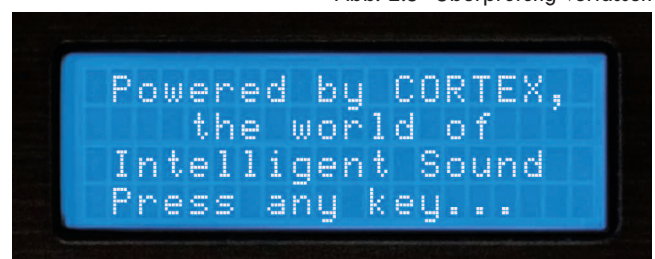 Powered by CORTEX,
the world of
Intelligent Sound
Press any key...